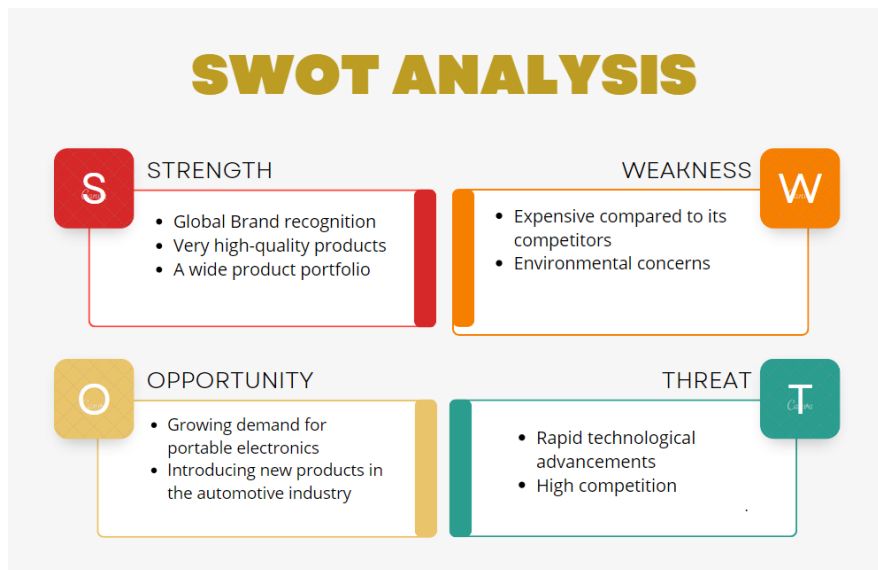 SWOT ANALYSIS
S
STRENGTH
• Global Brand recognition
• Very high-quality products
• A wide product portfolio
WEAKNESS
W
• Expensive compared to its
competitors
• Environmental concerns
O
OPPORTUNITY
• Growing demand for
portable electronics
• Introducing new products in
the automotive industry
THREAT
T
Canva
• Rapid technological
advancements
• High competition
.